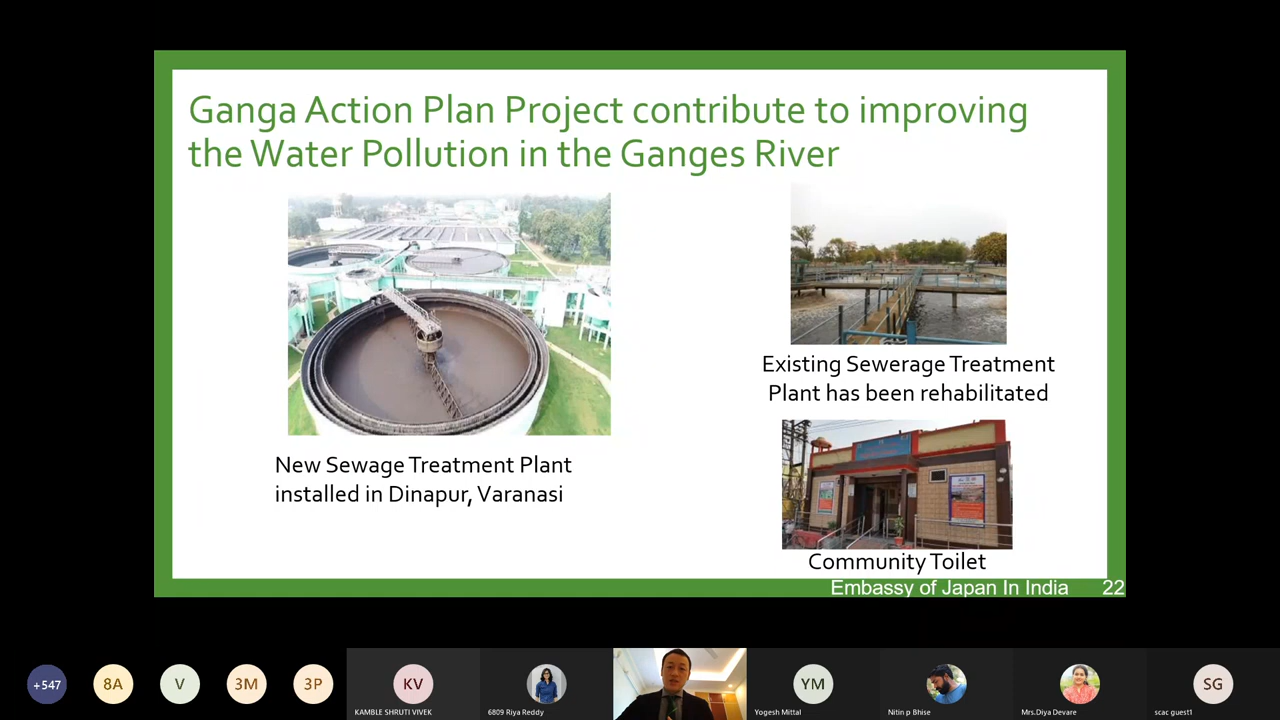 Ganga Action Plan Project contribute to improving
the Water Pollution in the Ganges River
New Sewage Treatment Plant
installed in Dinapur, Varanasi
Existing Sewerage Treatment
Plant has been rehabilitated
Community Toilet
Embassy of Japan In India 22
+547
8A
V
3M
3P
KV
KAMBLE SHRUTI VIVEK
6809 Riya Reddy
YM
Yogesh Mittal
Nitin p Bhise
Mrs.Diya Devare
SG
scac guest1